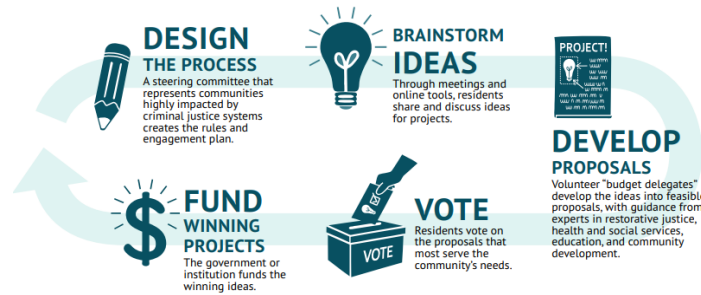 DESIGN
THE PROCESS
A steering committee that
represents communities
highly impacted by
criminal justice systems
creates the rules and
engagement plan.
BRAINSTORM
IDEAS
Through meetings and
online tools, residents
share and discuss ideas
for projects.
PROJECT!
DEVELOP
PROPOSALS
Volunteer “budget delegates”
develop the ideas into feasible
proposals, with guidance from
experts in restorative justice,
health and social services,
education, and community
development.
VOTE
Residents vote on
the proposals that
most serve the
community’s needs.
VOTE
FUND
WINNING
PROJECTS
The government or
institution funds the
winning ideas.